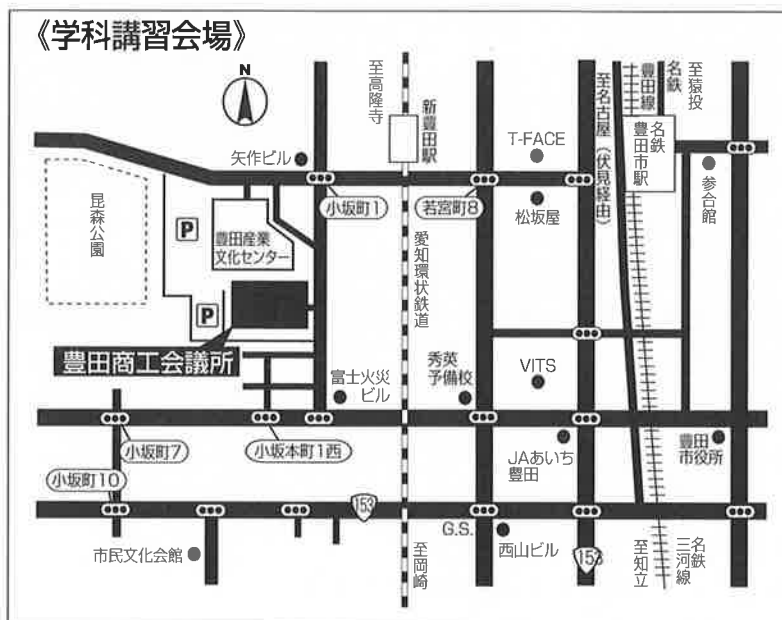 《学科講習会場》
N
至高隆寺
新豊田駅
至名古屋(伏見経由)
名鉄
豊田線
至猿投
矢作ビル
T-FACE
名鉄
豊田市駅
参合館
小坂町1
若宮町8
松坂屋
昆森公園
P
豊田産業
文化センター
愛知環状鉄道
P
豊田商工会議所
富士火災
ビル
秀英
予備校
VITS
小坂町7
小坂本町1西
JAあいち
豊田
豊田
市役所
小坂町10
153
G.S.
西山ビル
市民文化会館
至岡崎
153
至知立
名鉄
三河線